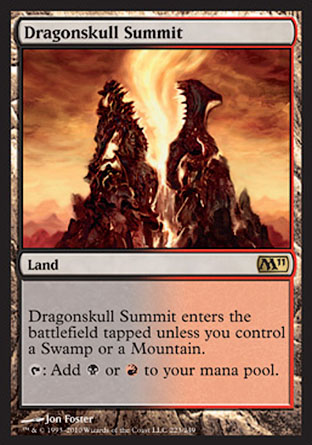 Dragonskull Summit
Land
M11
Dragonskull Summit enters the
battlefield tapped unless you control
a Swamp or a Mountain.
: Add or to your mana pool.
Jon Foster
™ & © 1993–2010 Wizards of the Coast LLC 223/249